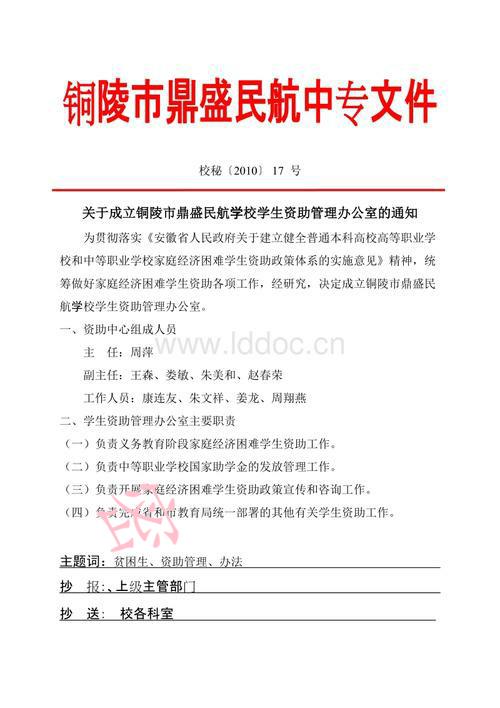 铜陵市鼎盛民航中专文件
校秘〔2010〕 17 号
关于成立铜陵市鼎盛民航学校学生资助管理办公室的通知
为贯彻落实《安徽省人民政府关于建立健全普通本科高校高等职业学
校和中等职业学校家庭经济困难学生资助政策体系的实施意见》精神，统
筹做好家庭经济困难学生资助各项工作，经研究，决定成立铜陵市鼎盛民
航学校学生资助管理办公室。
一、资助中心组成人员
主　任：周萍
www.lddoc.cn
副主任：王森、娄敏、朱美和、赵春荣
工作人员：康连友、朱文祥、姜龙、周翔燕
二、学生资助管理办公室主要职责
（一）负责义务教育阶段家庭经济困难学生资助工作。
（二）负责中等职业学校国家助学金的发放管理工作。
（三）负责开展家庭经济困难学生资助政策宣传和咨询工作。
（四）负责完成省和市教育局统一部署的其他有关学生资助工作。
主题词：贫困生、资助管理、办法
抄　报：、上级主管部门
抄　送：　校各科室